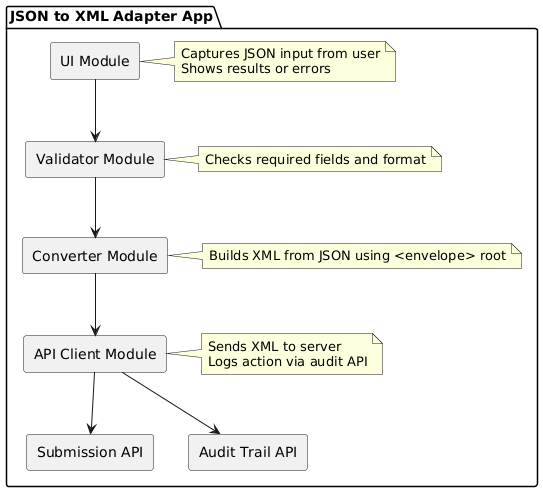 JSON to XML Adapter App
UI Module
Captures JSON input from user
Shows results or errors
Validator Module
Checks required fields and format
Converter Module
Builds XML from JSON using <envelope> root
API Client Module
Sends XML to server
Logs action via audit API
Submission API
Audit Trail API